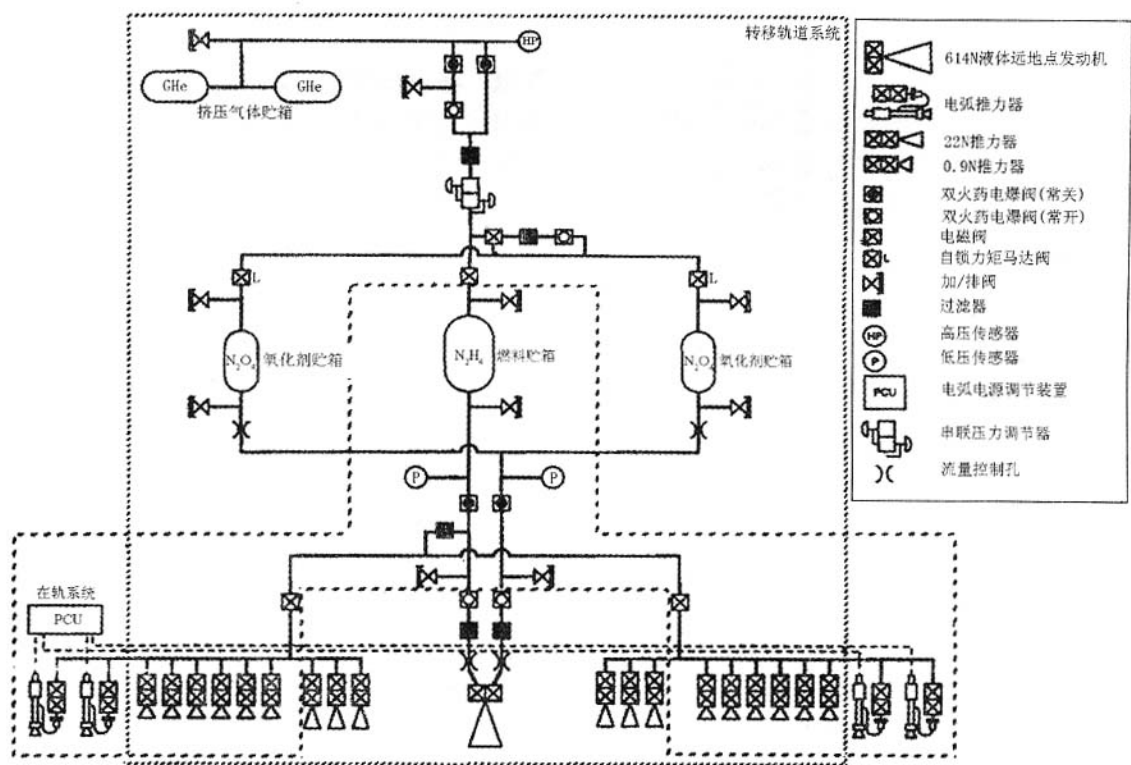 转移轨道系统
HP
GHe
GHe
挤压气体贮箱
L
L
N₂O₄
氧化剂贮箱
N₂H₄
燃料贮箱
N₂O₄
氧化剂贮箱
P
P
在轨系统
PCU
614N液体远地点发动机
电弧推力器
22N推力器
0.9N推力器
双火药电爆阀(常关)
双火药电爆阀(常开)
电磁阀
L
自锁力矩马达阀
加/排阀
过滤器
HP
高压传感器
P
低压传感器
PCU
电弧电源调节装置
串联压力调节器
流量控制孔